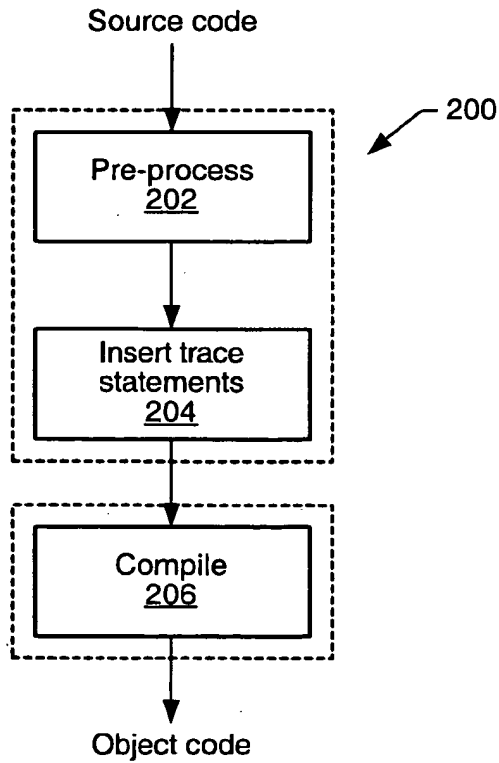 Source code
200
Pre-process
202
Insert trace
statements
204
Compile
206
Object code